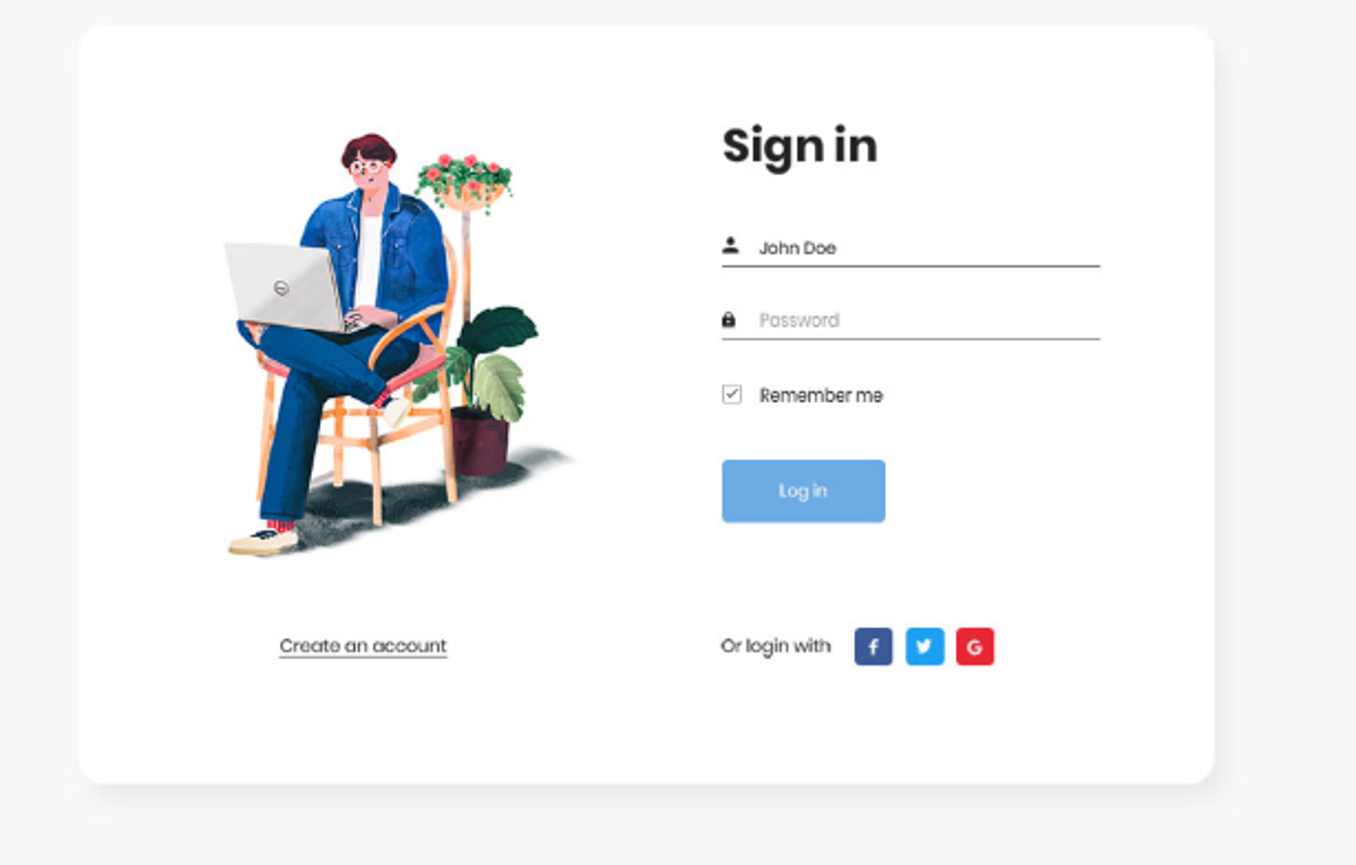 Sign in
John Doe
Password
Remember me
Log in
Create an account
Or login with